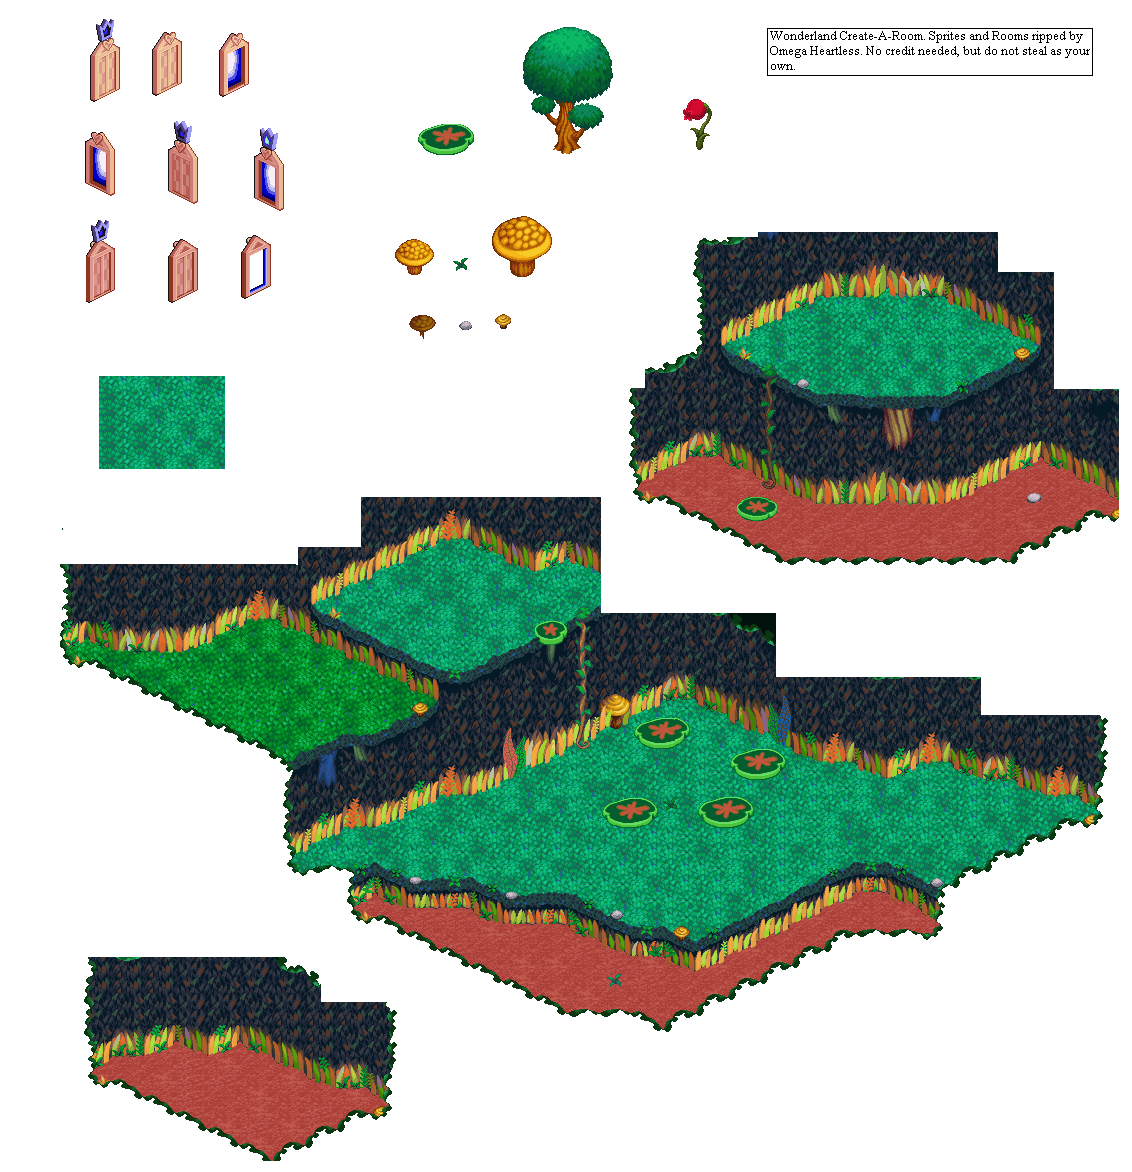 Wonderland Create-A-Room. Sprites and Rooms ripped by
Omega Heartless. No credit needed, but do not steal as your
own.